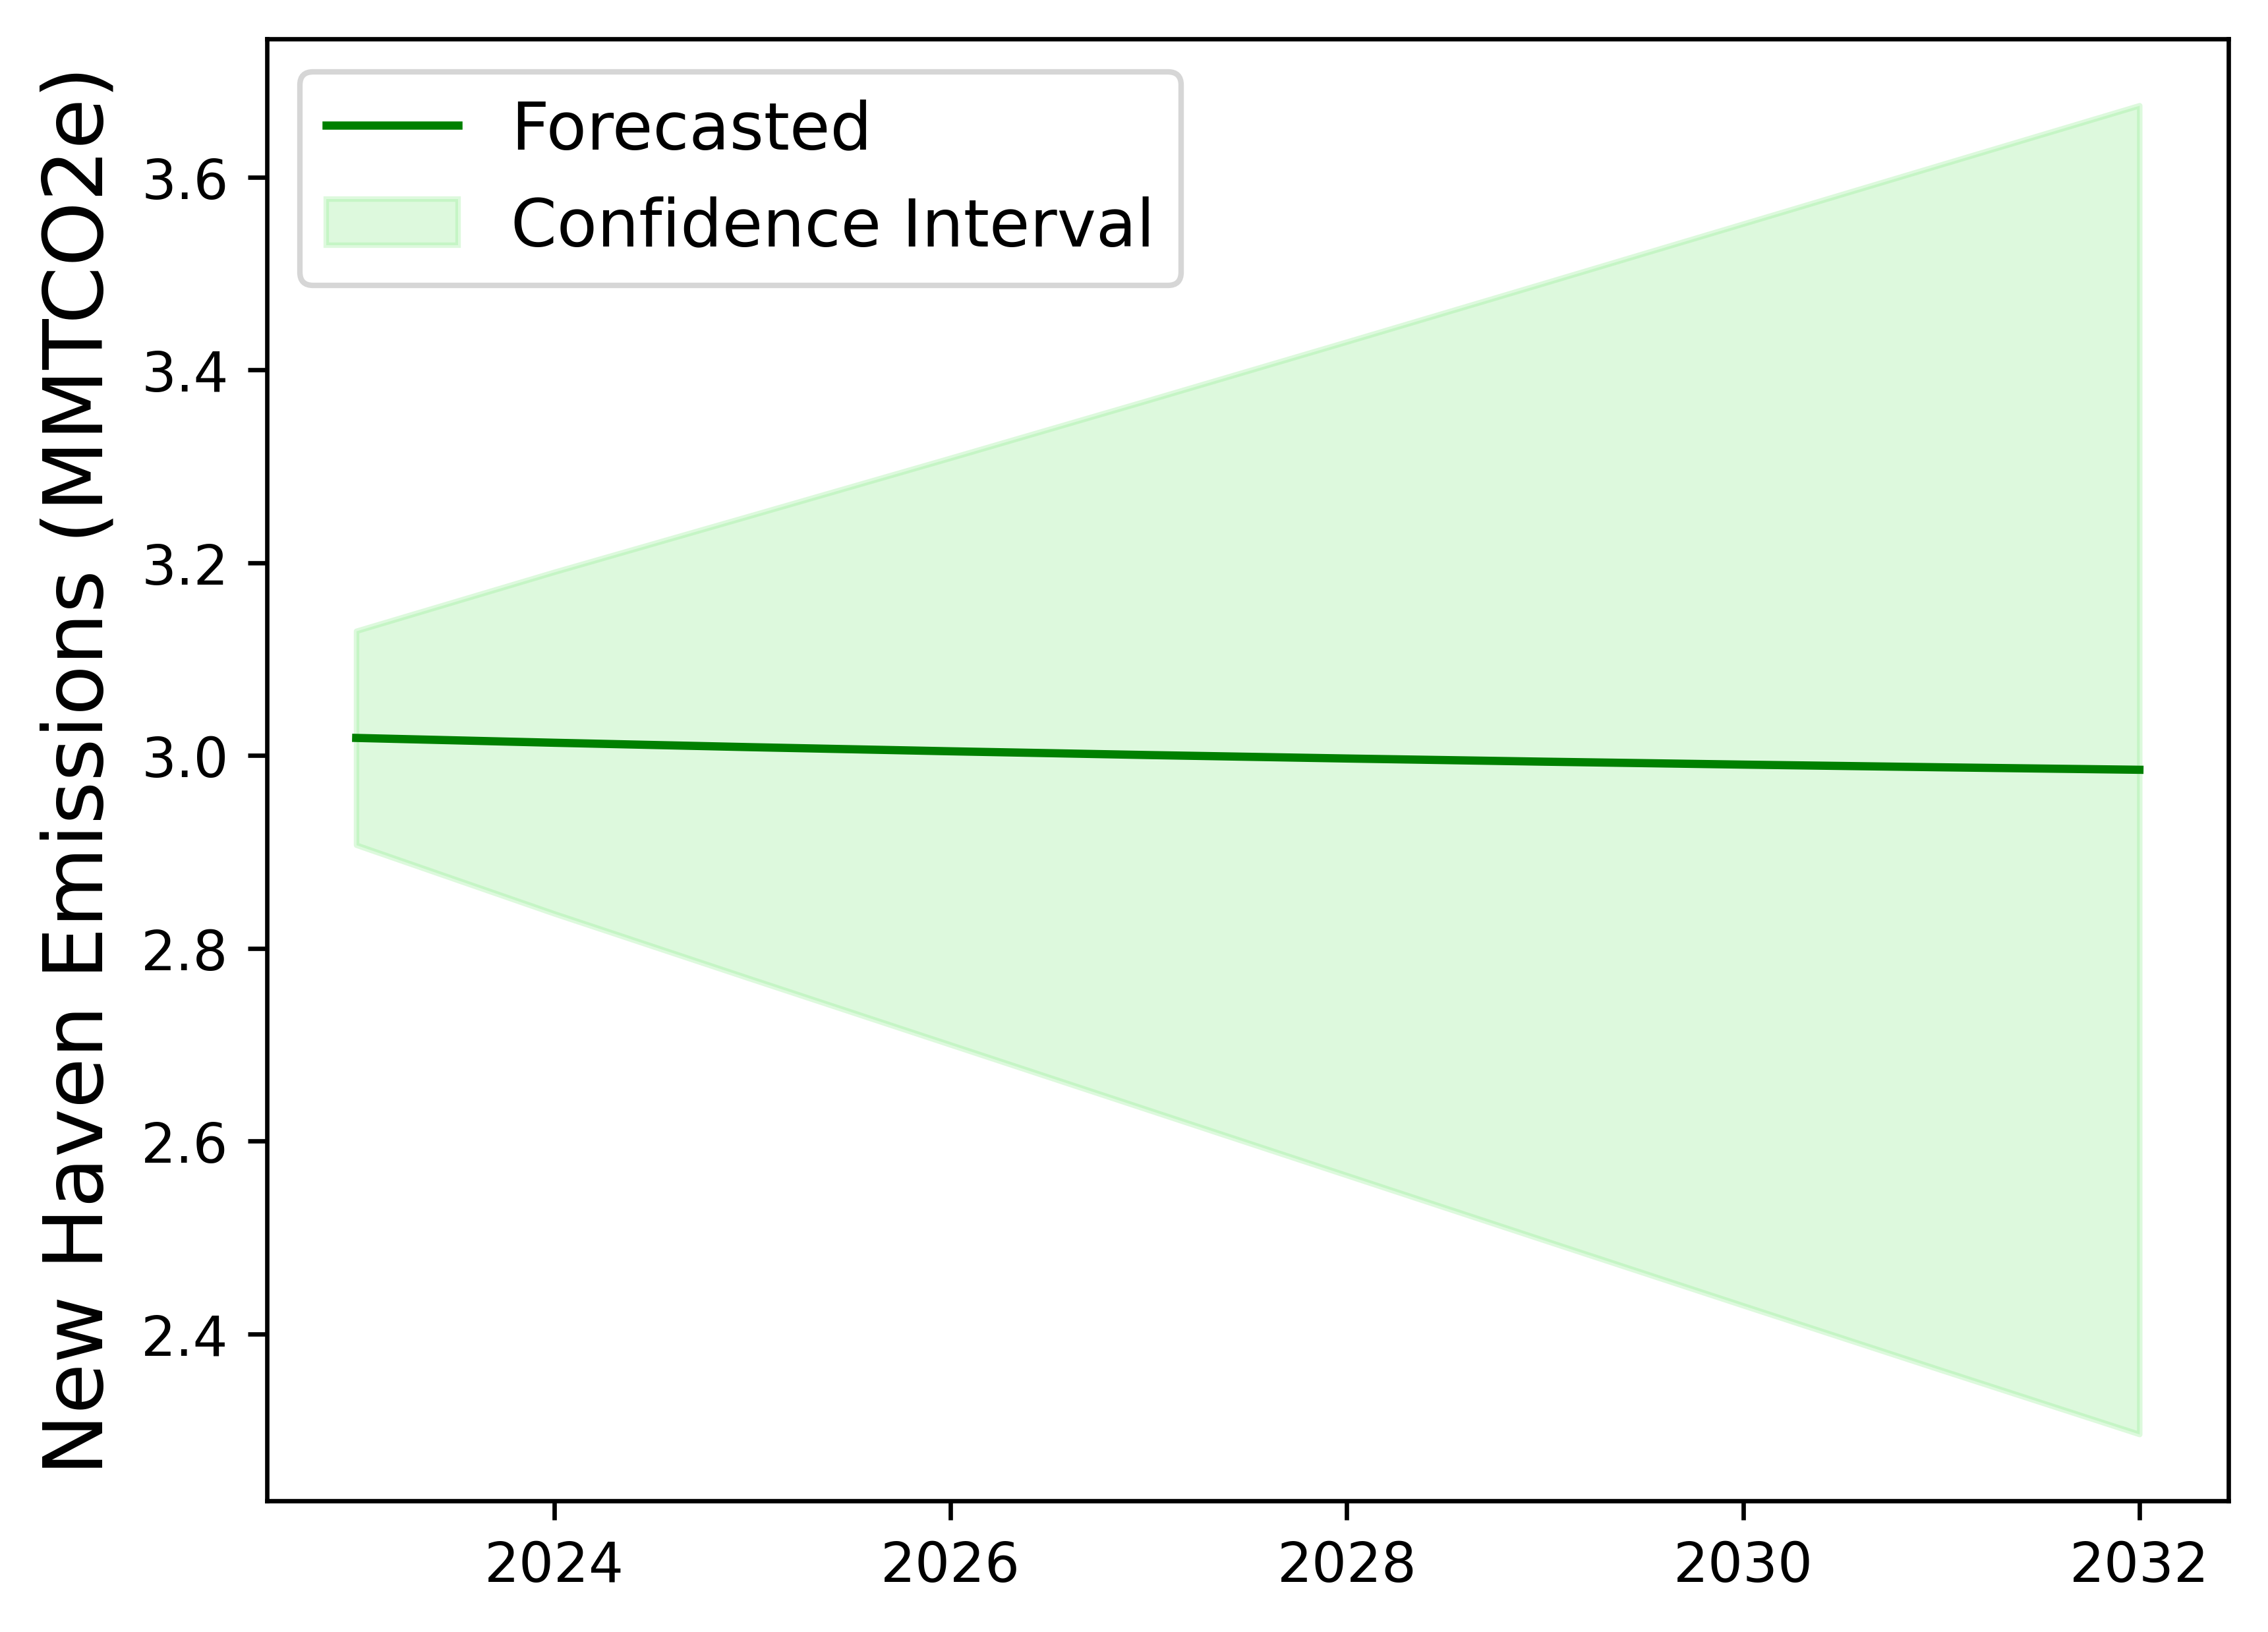 Forecasted
Confidence Interval
New Haven Emissions (MMTCO2e)
3.6
3.4
3.2
3.0
2.8
2.6
2.4
2024 2026 2028 2030 2032